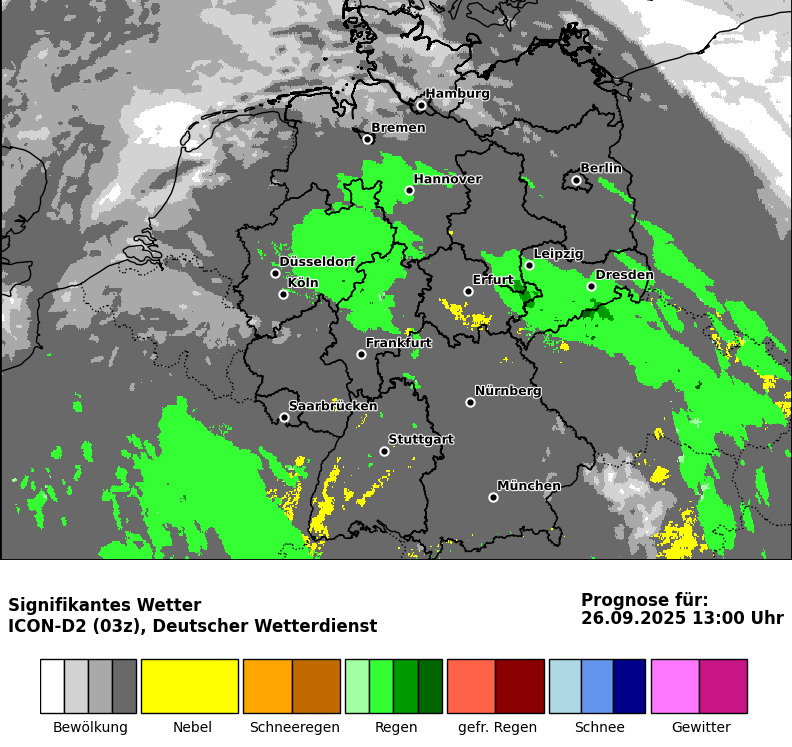 Hamburg
Bremen
Berlin
Hannover
Leipzig
Düsseldorf
Dresden
Köln
Erfurt
Frankfurt
Nürnberg
Saarbrücken
Stuttgart
München
Signifikantes Wetter
ICON-D2 (03z), Deutscher Wetterdienst
Prognose für:
26.09.2025 13:00 Uhr
Bewölkung
Nebel
Schneeregen
Regen
gefr. Regen
Schnee
Gewitter